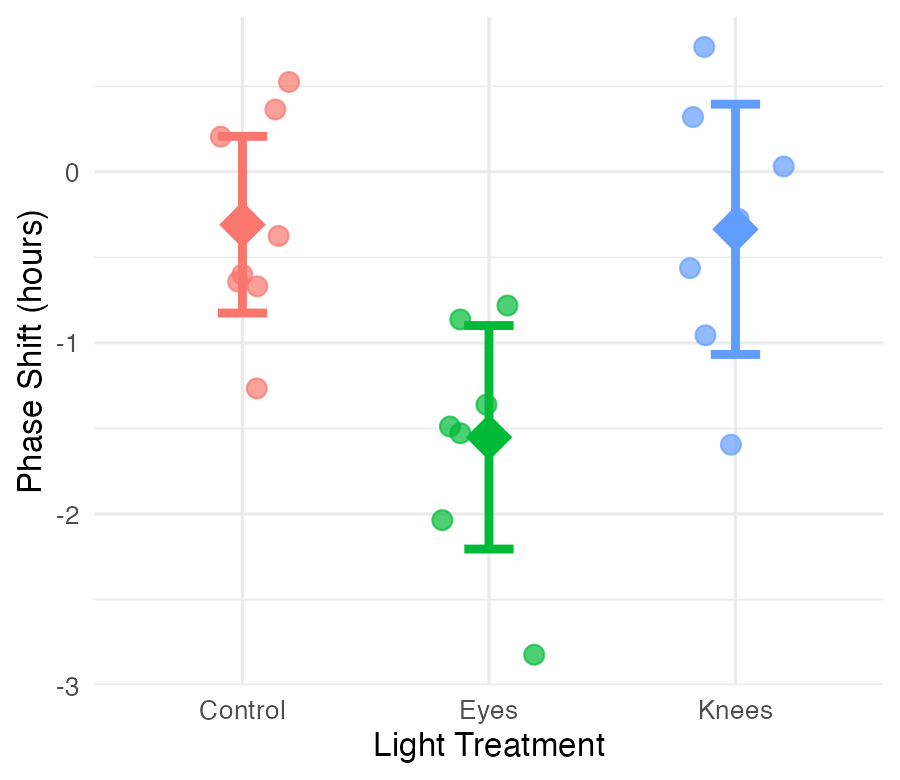 Phase Shift (hours)
0
-1
-2
-3
Control Eyes Knees
Light Treatment